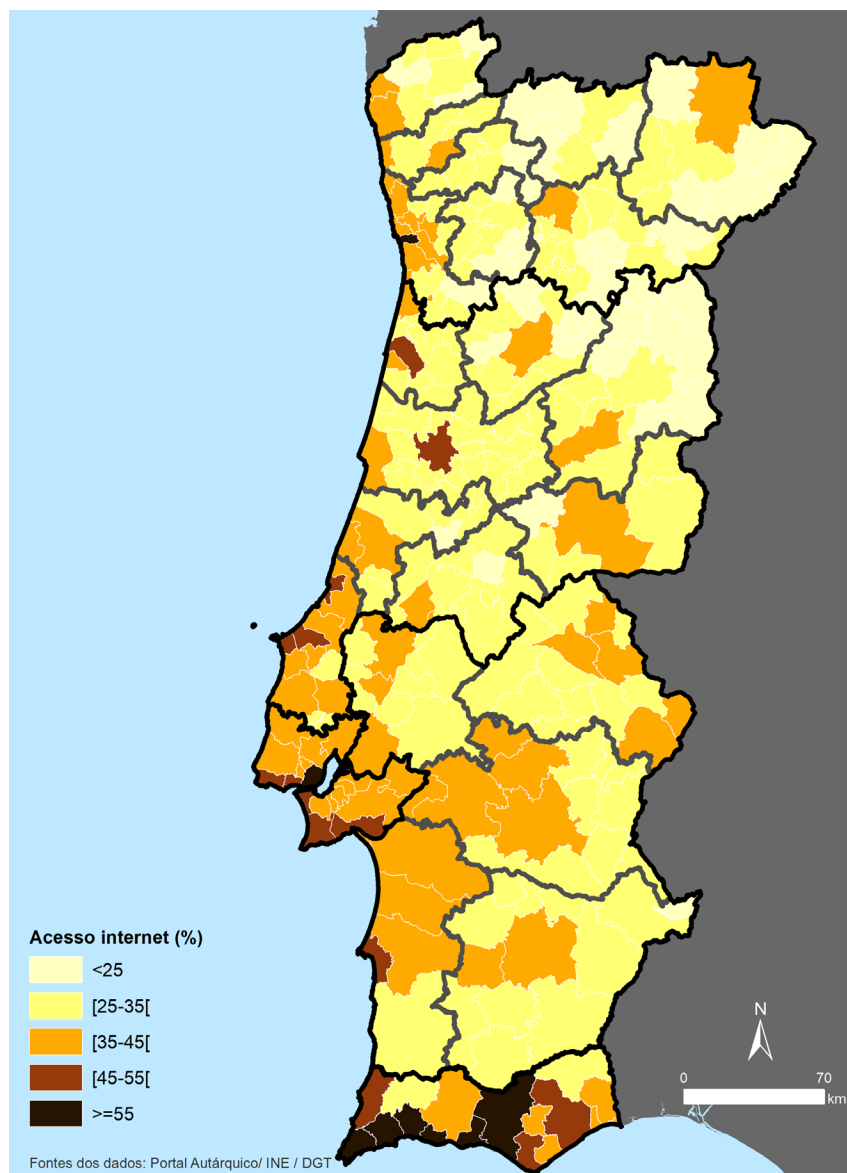 Acesso internet (%)
<25
[25-35[
[35-45[
[45-55[
>=55
N
0 70
km
Fontes dos dados: Portal Autárquico/ INE / DGT